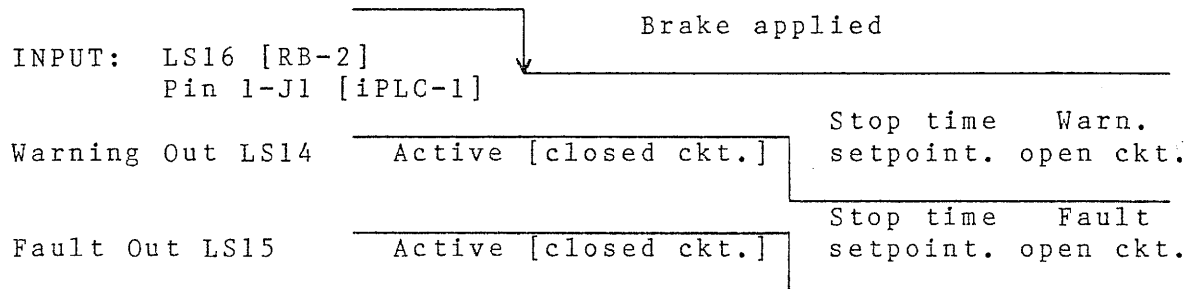 Brake applied
INPUT: LS16 [RB-2]
Pin 1-J1 [iPLC-1]
Stop time Warn.
Warning Out LS14 Active [closed ckt.] setpoint. open ckt.
Stop time Fault
Fault Out LS15 Active [closed ckt.] setpoint. open ckt.